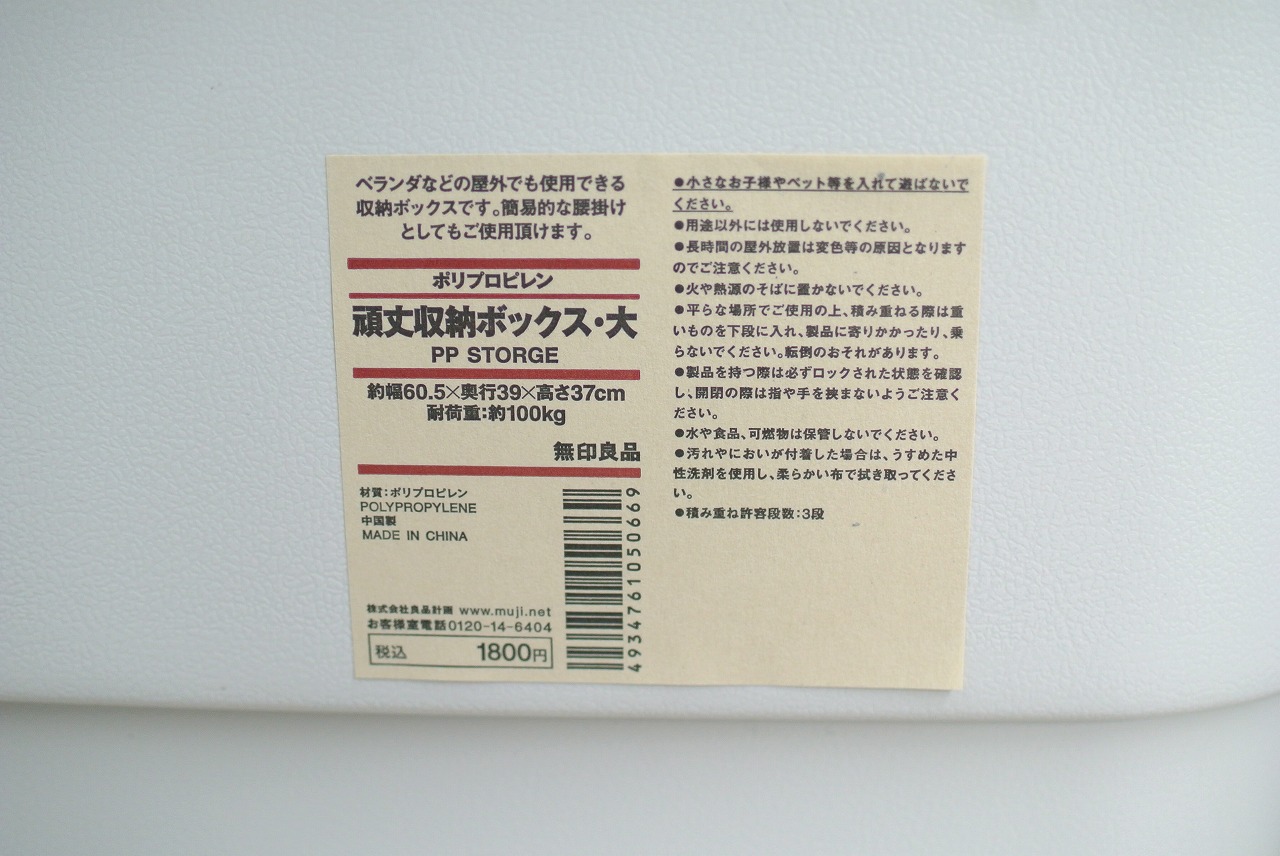 ベランダなどの屋外でも使用できる
収納ボックスです。簡易的な腰掛け
としてもご使用頂けます。
ポリプロピレン
頑丈収納ボックス・大
PP STORGE
約幅60.5×奥行39×高さ37cm
耐荷重:約100kg
無印良品
材質:ポリプロピレン
POLYPROPYLENE
中国製
MADE IN CHINA
株式会社良品計画 www.muji.net
お客様室電話0120-14-6404
税込 1800円
4934761050669
●小さなお子様やペット等を入れて遊ばないで
ください。
●用途以外には使用しないでください。
●長時間の屋外放置は変色等の原因となります
のでご注意ください。
●火や熱源のそばに置かないでください。
●平らな場所でご使用の上、積み重ねる際は重
いものを下段に入れ、製品に寄りかかったり、乗
らないでください。転倒のおそれがあります。
●製品を持つ際は必ずロックされた状態を確認
し、開閉の際は指や手を挟まないようご注意く
ださい。
●水や食品、可燃物は保管しないでください。
●汚れやにおいが付着した場合は、うすめた中
性洗剤を使用し、柔らかい布で拭き取ってくださ
い。
●積み重ね許容段数:3段